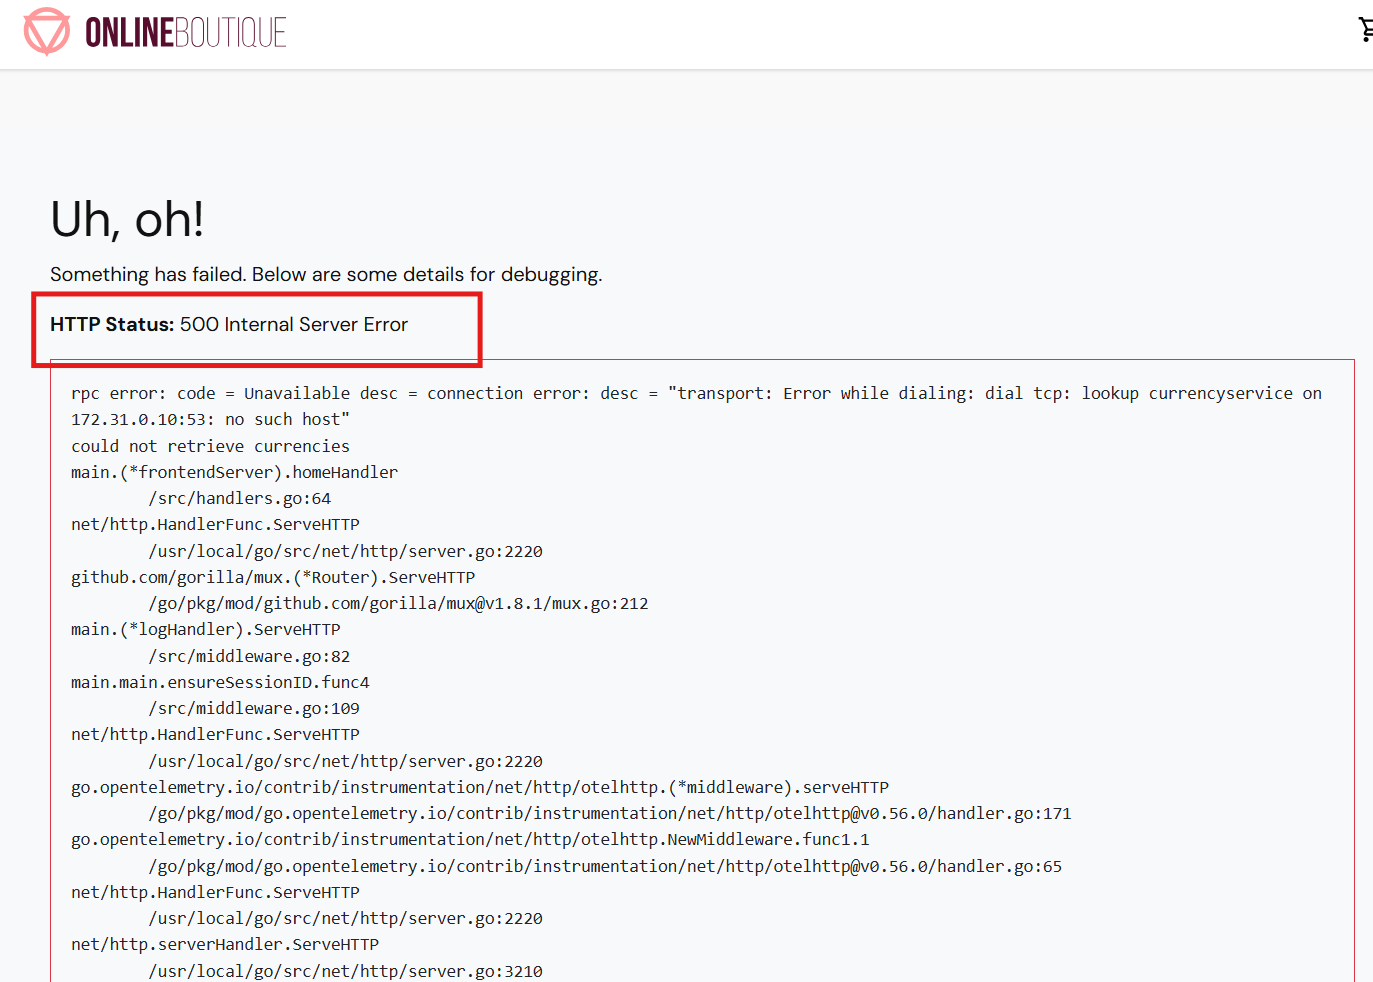 ONLINEBOUTIQUE
Uh, oh!
Something has failed. Below are some details for debugging.
HTTP Status: 500 Internal Server Error
rpc error: code = Unavailable desc = connection error: desc = "transport: Error while dialing: dial tcp: lookup currencyservice on
172.31.0.10:53: no such host"
could not retrieve currencies
main.(*frontendServer).homeHandler
        /src/handlers.go:64
net/http.HandlerFunc.ServeHTTP
        /usr/local/go/src/net/http/server.go:2220
github.com/gorilla/mux.(*Router).ServeHTTP
        /go/pkg/mod/github.com/gorilla/mux@v1.8.1/mux.go:212
main.(*logHandler).ServeHTTP
        /src/middleware.go:82
main.main.ensureSessionID.func4
        /src/middleware.go:109
net/http.HandlerFunc.ServeHTTP
        /usr/local/go/src/net/http/server.go:2220
go.opentelemetry.io/contrib/instrumentation/net/http/otelhttp.(*middleware).serveHTTP
        /go/pkg/mod/go.opentelemetry.io/contrib/instrumentation/net/http/otelhttp@v0.56.0/handler.go:171
go.opentelemetry.io/contrib/instrumentation/net/http/otelhttp.NewMiddleware.func1.1
        /go/pkg/mod/go.opentelemetry.io/contrib/instrumentation/net/http/otelhttp@v0.56.0/handler.go:65
net/http.HandlerFunc.ServeHTTP
        /usr/local/go/src/net/http/server.go:2220
net/http.serverHandler.ServeHTTP
        /usr/local/go/src/net/http/server.go:3210